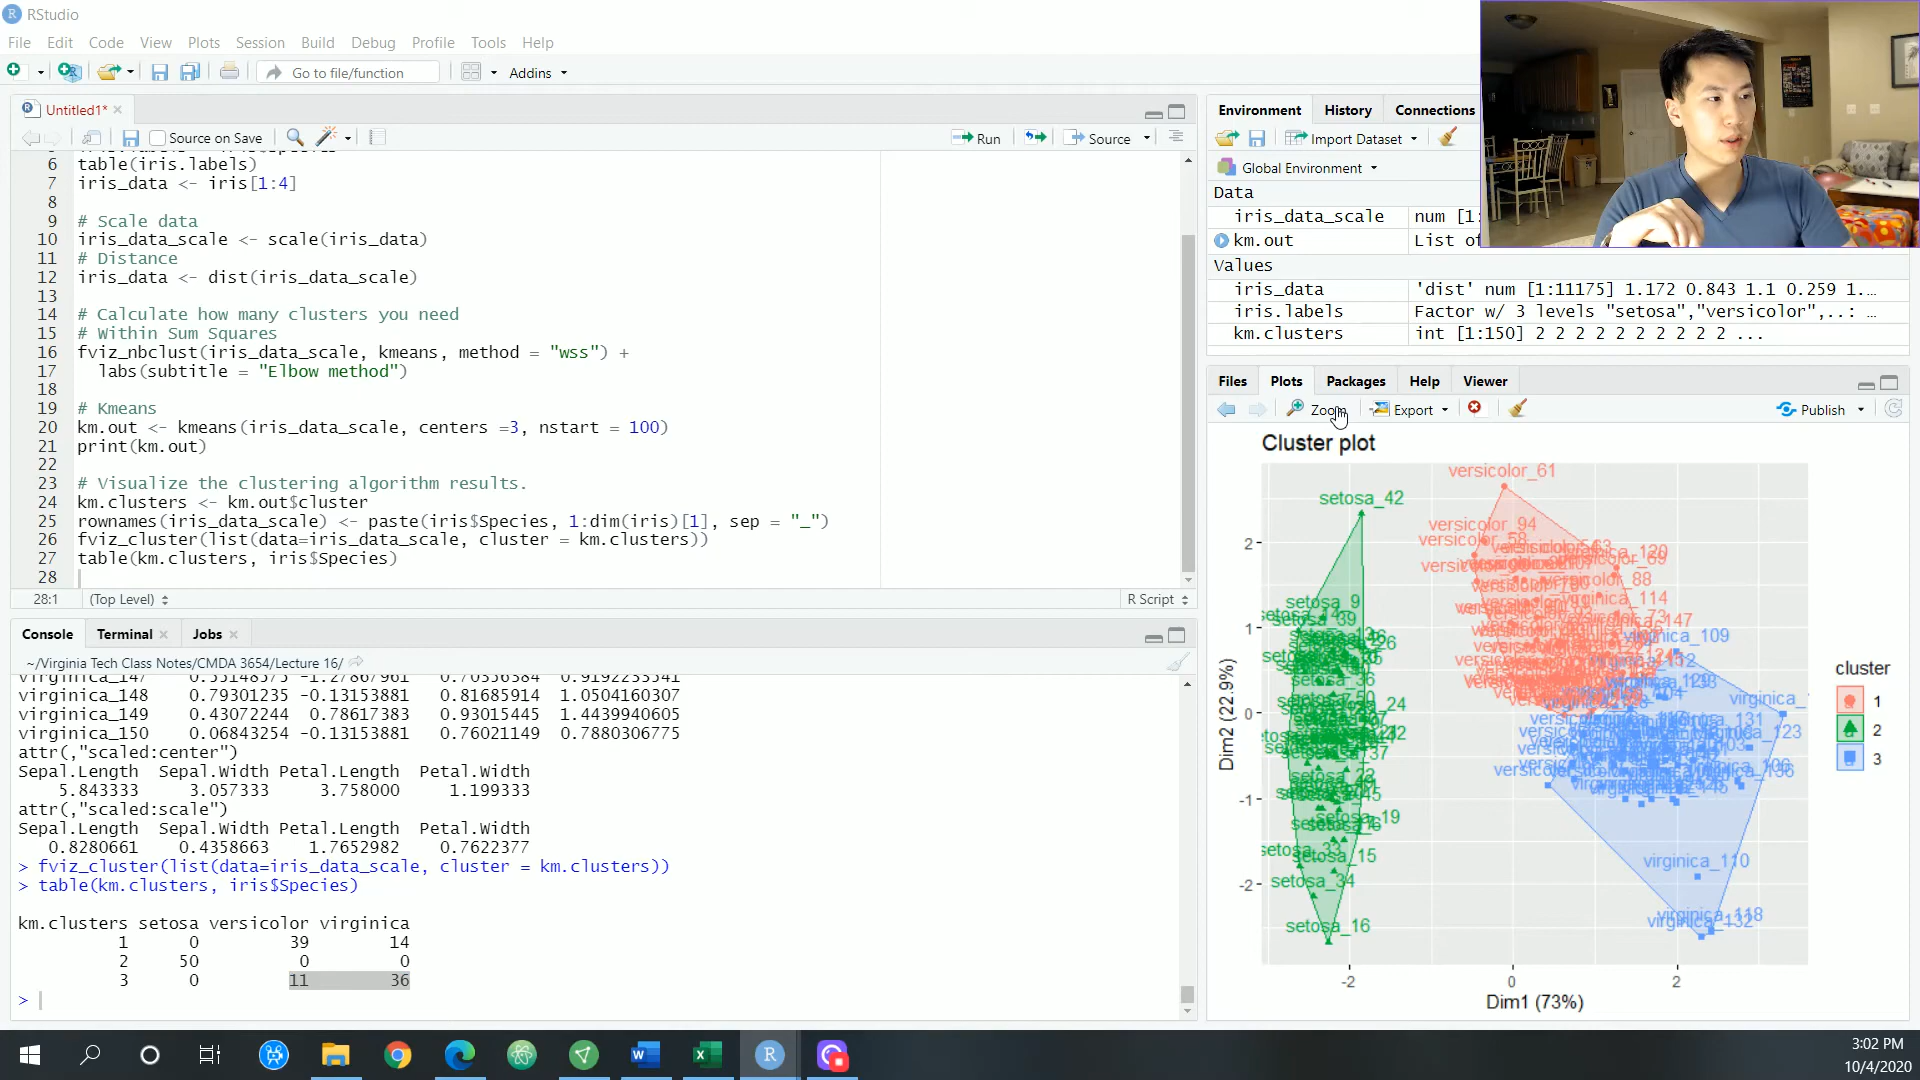 RStudio
File Edit Code View Plots Session Build Debug Profile Tools Help
Go to file/function Addins
Untitled1*
Source on Save Run Source
6 table(iris.labels)
7 iris_data <- iris[1:4]
8
9 # Scale data
10 iris_data_scale <- scale(iris_data)
11 # Distance
12 iris_data <- dist(iris_data_scale)
13
14 # Calculate how many clusters you need
15 # Within Sum Squares
16 fviz_nbclust(iris_data_scale, kmeans, method = "wss") +
17 labs(subtitle = "Elbow method")
18
19 # Kmeans
20 km.out <- kmeans(iris_data_scale, centers =3, nstart = 100)
21 print(km.out)
22
23 # Visualize the clustering algorithm results.
24 km.clusters <- km.out$cluster
25 rownames(iris_data_scale) <- paste(iris$Species, 1:dim(iris)[1], sep = "_")
26 fviz_cluster(list(data=iris_data_scale, cluster = km.clusters))
27 table(km.clusters, iris$Species)
28
28:1 (Top Level) R Script
Console Terminal Jobs
~/Virginia Tech Class Notes/CMDA 3654/Lecture 16/
virginica_148 0.79301235 -0.13153881 0.81685914 1.0504160307
virginica_149 0.43072244 0.78617383 0.93015445 1.4439940605
virginica_150 0.06843254 -0.13153881 0.76021149 0.7880306775
attr(,"scaled:center")
Sepal.Length Sepal.Width Petal.Length Petal.Width
5.843333 3.057333 3.758000 1.199333
attr(,"scaled:scale")
Sepal.Length Sepal.Width Petal.Length Petal.Width
0.8280661 0.4358663 1.7652982 0.7622377
> fviz_cluster(list(data=iris_data_scale, cluster = km.clusters))
> table(km.clusters, iris$Species)
km.clusters setosa versicolor virginica
1 0 39 14
2 50 0 0
3 0 11 36
>
Environment History Connections
Import Dataset
Global Environment
Data
iris_data_scale num [1:
km.out List of
Values
iris_data 'dist' num [1:11175] 1.172 0.843 1.1 0.259 1....
iris.labels Factor w/ 3 levels "setosa","versicolor",..: …
km.clusters int [1:150] 2 2 2 2 2 2 2 2 2 2 ...
Files Plots Packages Help Viewer
Zoom Export Publish
Cluster plot
versicolor_61
setosa_42
versicolor_94
versicolor_58
versicolor_88
virginica_114
setosa_9
virginica_109
setosa_19
setosa_15
virginica_110
setosa_34
virginica_118
virginica_132
setosa_16
Dim2 (22.9%)
2
1
0
-1
-2
-2 0 2
Dim1 (73%)
cluster
1
2
3
3:02 PM
10/4/2020